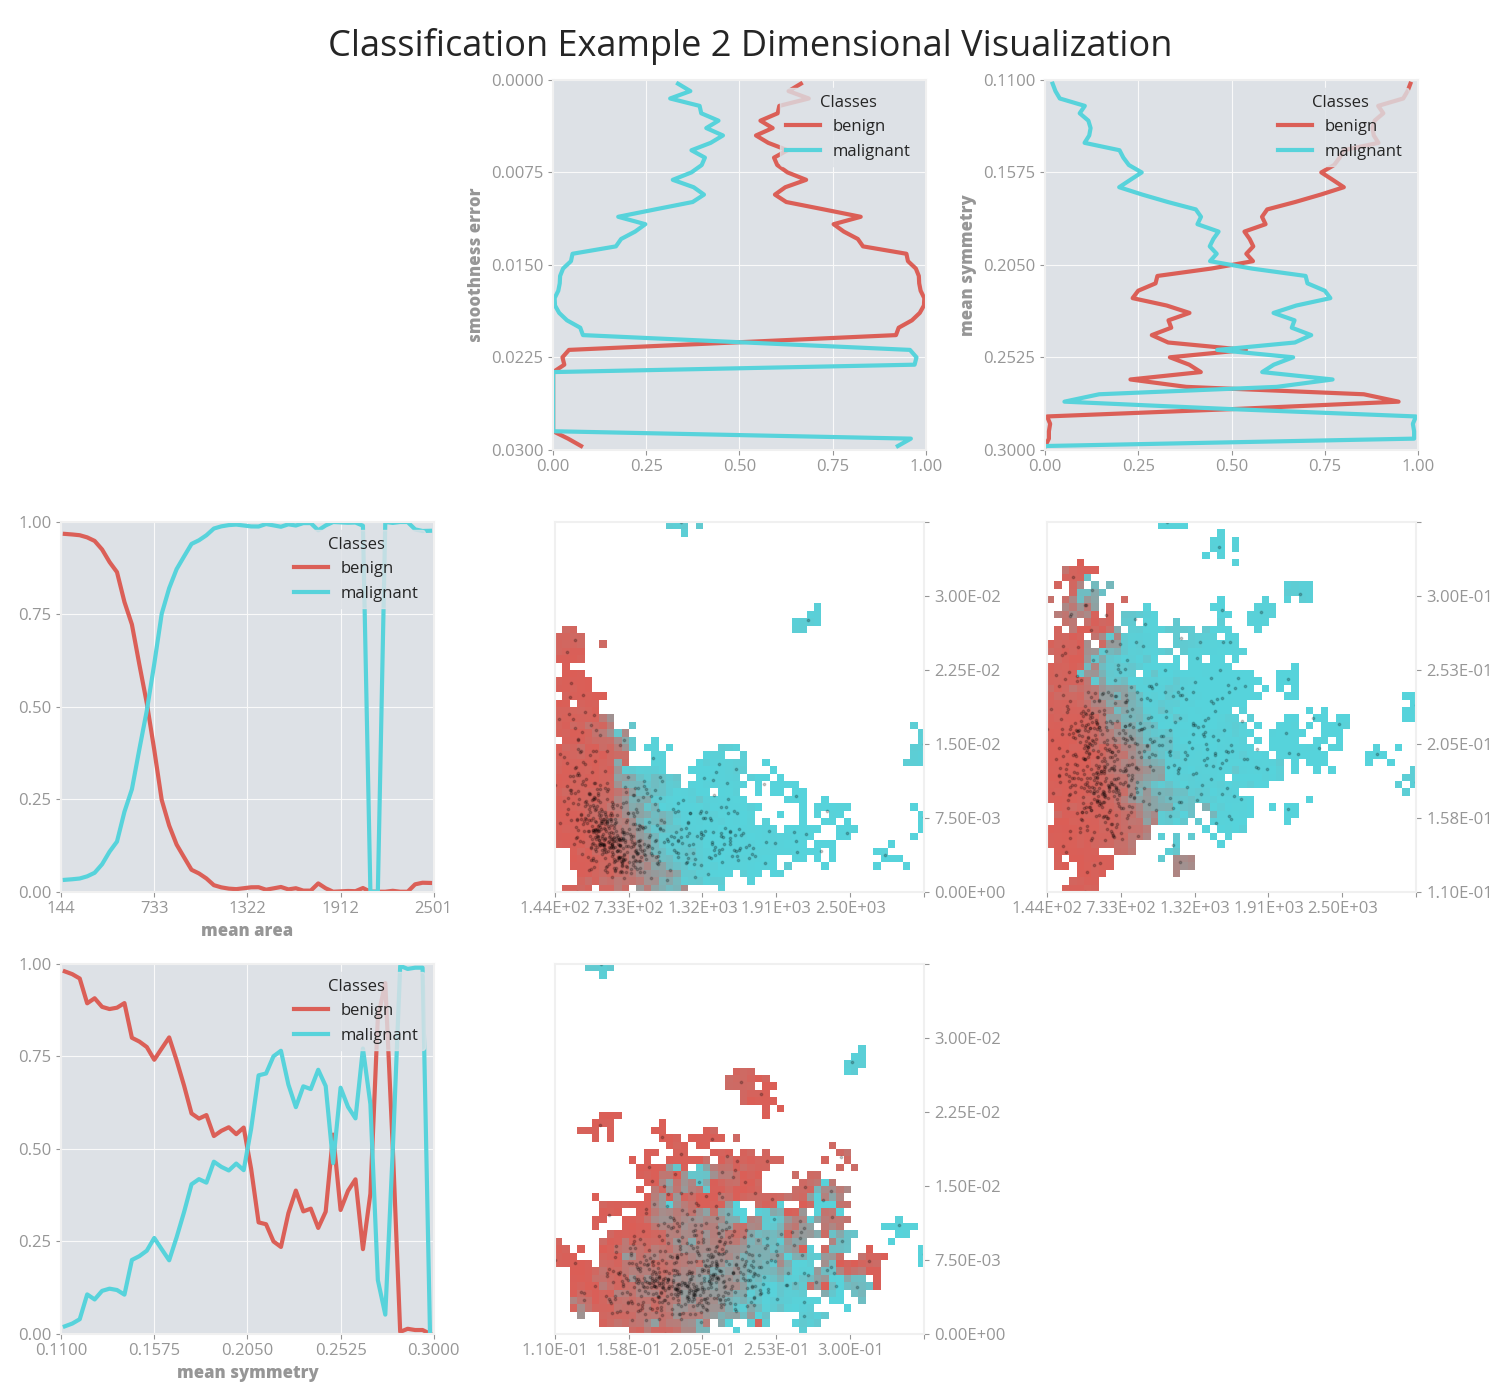 Classification Example 2 Dimensional Visualization
0.0000
0.0075
0.0150
0.0225
0.0300
smoothness error
Classes
benign
malignant
0.00 0.25 0.50 0.75 1.00
0.1100
0.1575
0.2050
0.2525
0.3000
mean symmetry
Classes
benign
malignant
0.00 0.25 0.50 0.75 1.00
1.00
0.75
0.50
0.25
0.00
Classes
benign
malignant
144 733 1322 1912 2501
mean area
3.00E-02
2.25E-02
1.50E-02
7.50E-03
0.00E+00
1.44E+02 7.33E+02 1.32E+03 1.91E+03 2.50E+03
3.00E-01
2.53E-01
2.05E-01
1.58E-01
1.10E-01
1.44E+02 7.33E+02 1.32E+03 1.91E+03 2.50E+03
1.00
0.75
0.50
0.25
0.00
Classes
benign
malignant
0.1100 0.1575 0.2050 0.2525 0.3000
mean symmetry
3.00E-02
2.25E-02
1.50E-02
7.50E-03
0.00E+00
1.10E-01 1.58E-01 2.05E-01 2.53E-01 3.00E-01